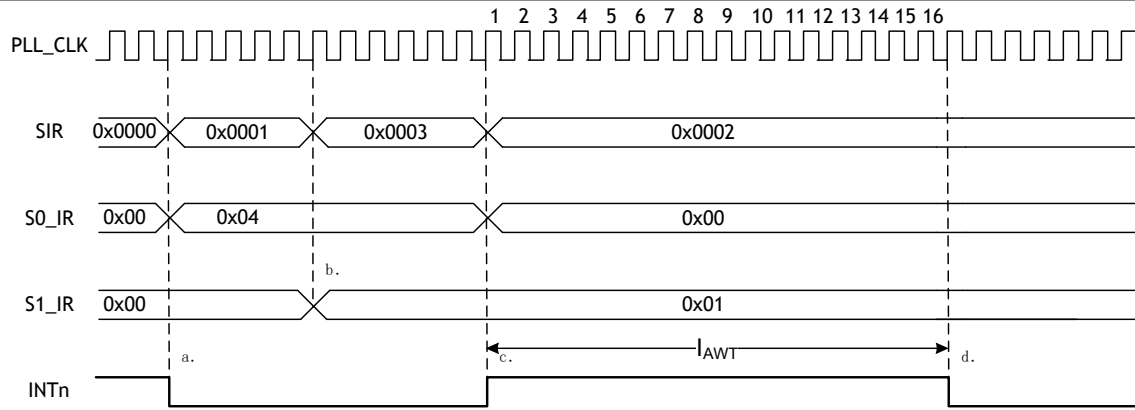 1 2 3 4 5 6 7 8 9 10 11 12 13 14 15 16
PLL_CLK
SIR 0x0000 0x0001 0x0003 0x0002
S0_IR 0x00 0x04 0x00
b.
S1_IR 0x00 0x01
a. c. IAWT d.
INTn